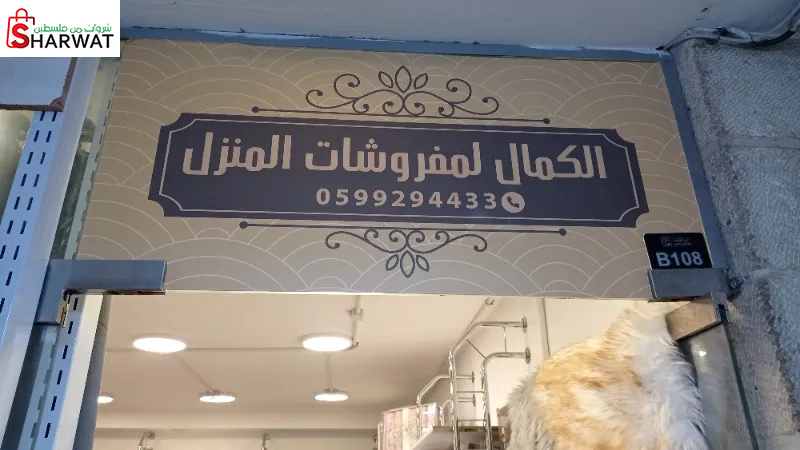 شروات من فلسطين
SHARWAT
الكمال لمفروشات المنزل
0599294433
B108